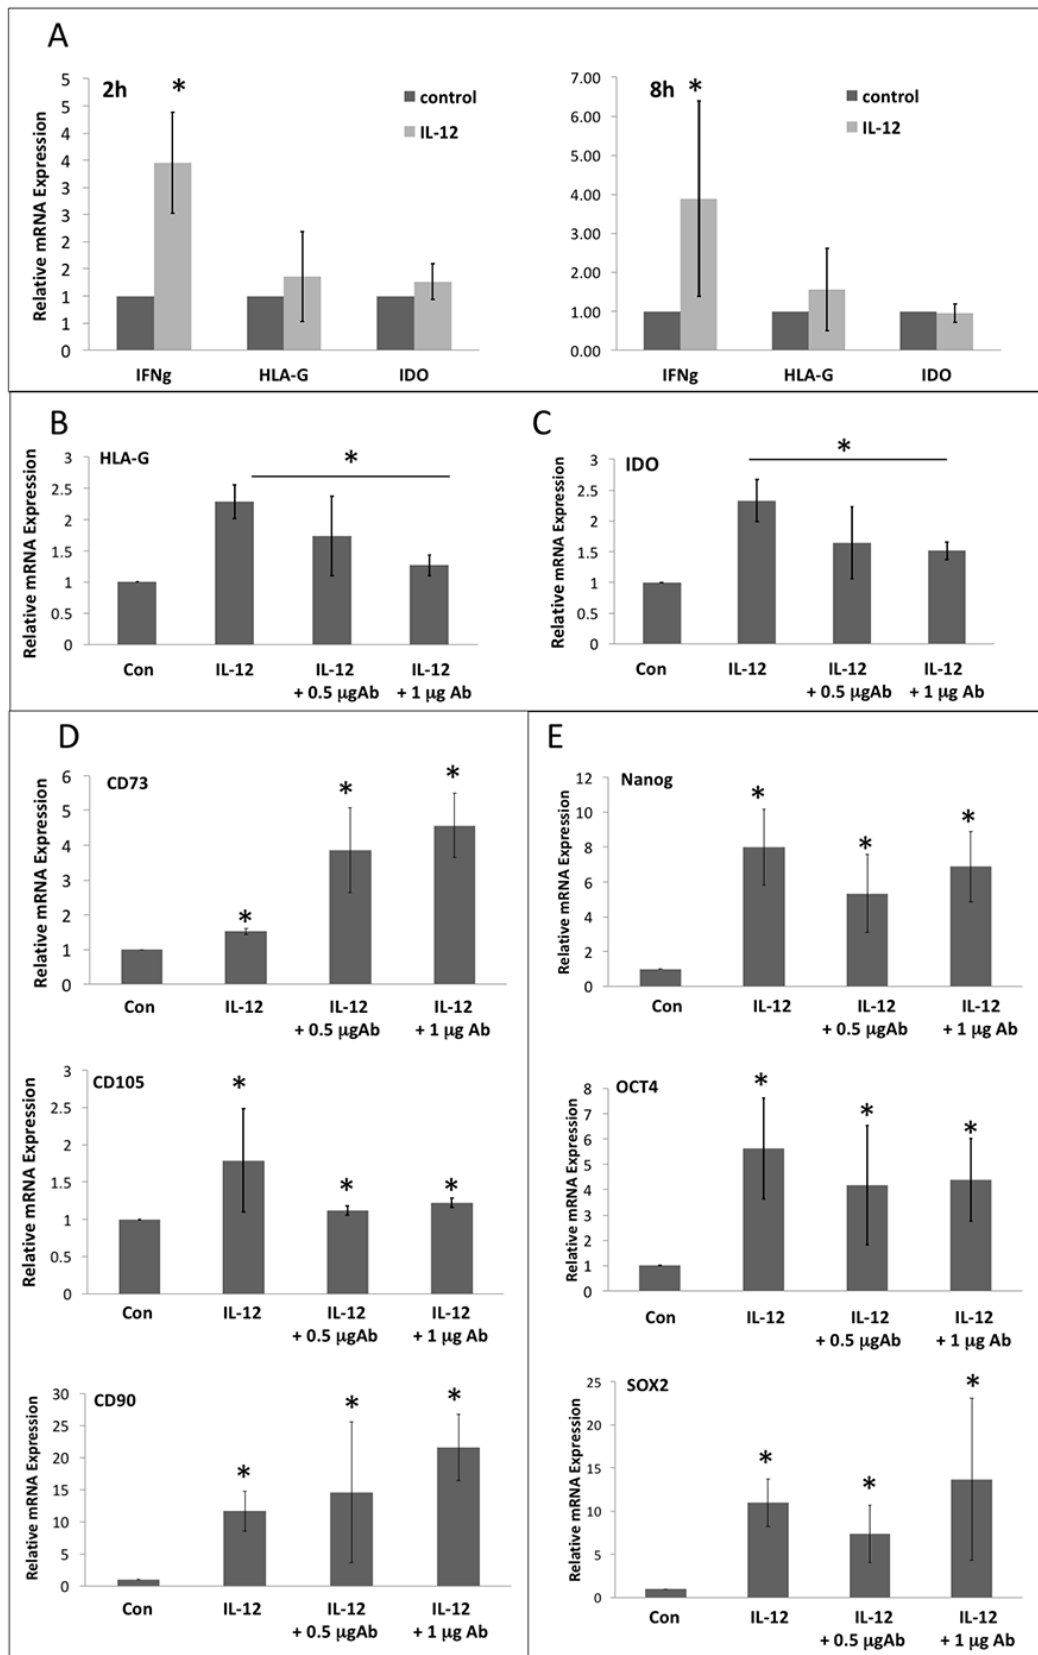 A
2h
*
control
IL-12
Relative mRNA Expression
5
5
4
4
3
3
2
2
1
1
0
IFNg
HLA-G
IDO
8h
*
control
IL-12
7.00
6.00
5.00
4.00
3.00
2.00
1.00
0.00
IFNg
HLA-G
IDO
B
HLA-G
*
Relative mRNA Expression
3
2.5
2
1.5
1
0.5
0
Con
IL-12
IL-12
+ 0.5 µgAb
IL-12
+ 1 µg Ab
C
IDO
*
Relative mRNA Expression
3
2.5
2
1.5
1
0.5
0
Con
IL-12
IL-12
+ 0.5 µgAb
IL-12
+ 1 µg Ab
D
CD73
* * *
Relative mRNA Expression
6
5
4
3
2
1
0
Con
IL-12
IL-12
+ 0.5 µgAb
IL-12
+ 1 µg Ab
CD105
* * *
Relative mRNA Expression
3
2.5
2
1.5
1
0.5
0
Con
IL-12
IL-12
+ 0.5 µgAb
IL-12
+ 1 µg Ab
CD90
* * *
Relative mRNA Expression
30
25
20
15
10
5
0
Con
IL-12
IL-12
+ 0.5 µgAb
IL-12
+ 1 µg Ab
E
Nanog
* * *
Relative mRNA Expression
12
10
8
6
4
2
0
Con
IL-12
IL-12
+ 0.5 µgAb
IL-12
+ 1 µg Ab
OCT4
* * *
Relative mRNA Expression
8
7
6
5
4
3
2
1
0
Con
IL-12
IL-12
+ 0.5 µgAb
IL-12
+ 1 µg Ab
SOX2
* * *
Relative mRNA Expression
25
20
15
10
5
0
Con
IL-12
IL-12
+ 0.5 µgAb
IL-12
+ 1 µg Ab